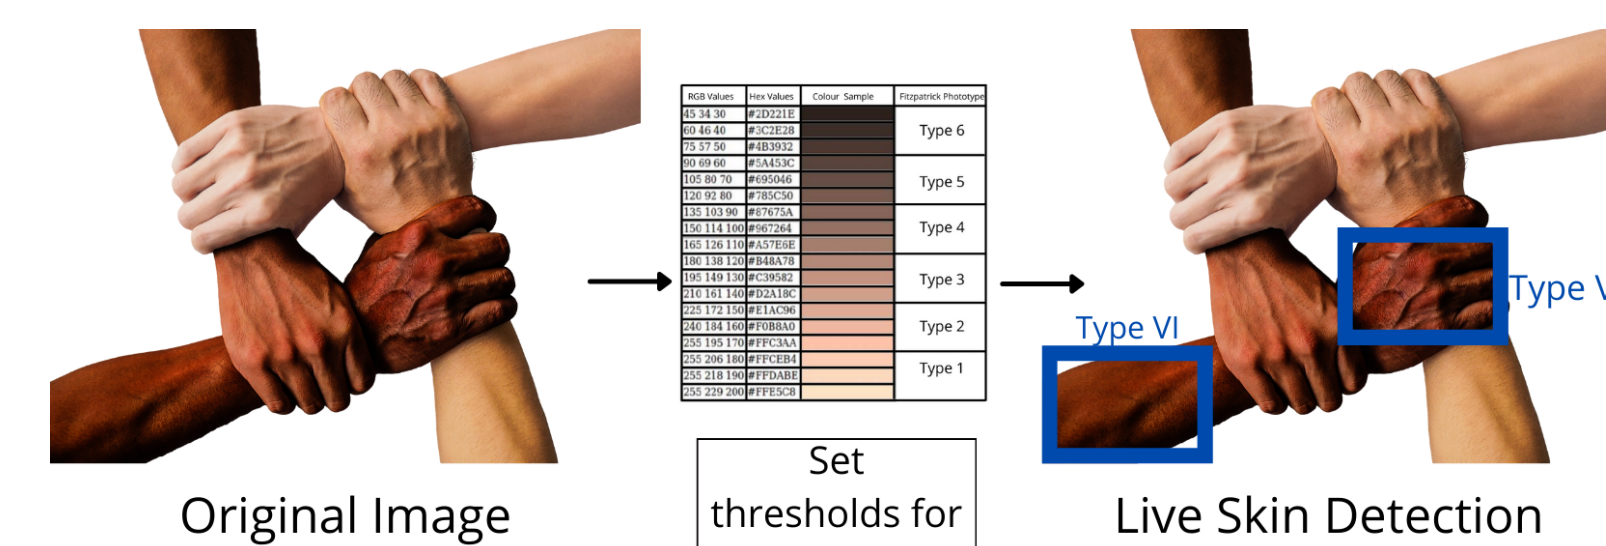 RGB Values Hex Values Colour Sample Fitzpatrick Phototype
45 34 30 #2D221E
60 46 40 #3C2E28 Type 6
75 57 50 #4B3932
90 69 60 #5A453C
105 80 70 #695046 Type 5
120 92 80 #785C50
135 103 90 #87675A
150 114 100 #967264 Type 4
165 126 110 #A57E6E
180 138 120 #B48A78
195 149 130 #C39582 Type 3
210 161 140 #D2A18C
225 172 150 #E1AC96
240 184 160 #F0B8A0 Type 2
255 195 170 #FFC3AA
255 206 180 #FFCEB4
255 218 190 #FFDABE Type 1
255 229 200 #FFE5C8
Type VI
Type V
Original Image
Set
thresholds for
Live Skin Detection